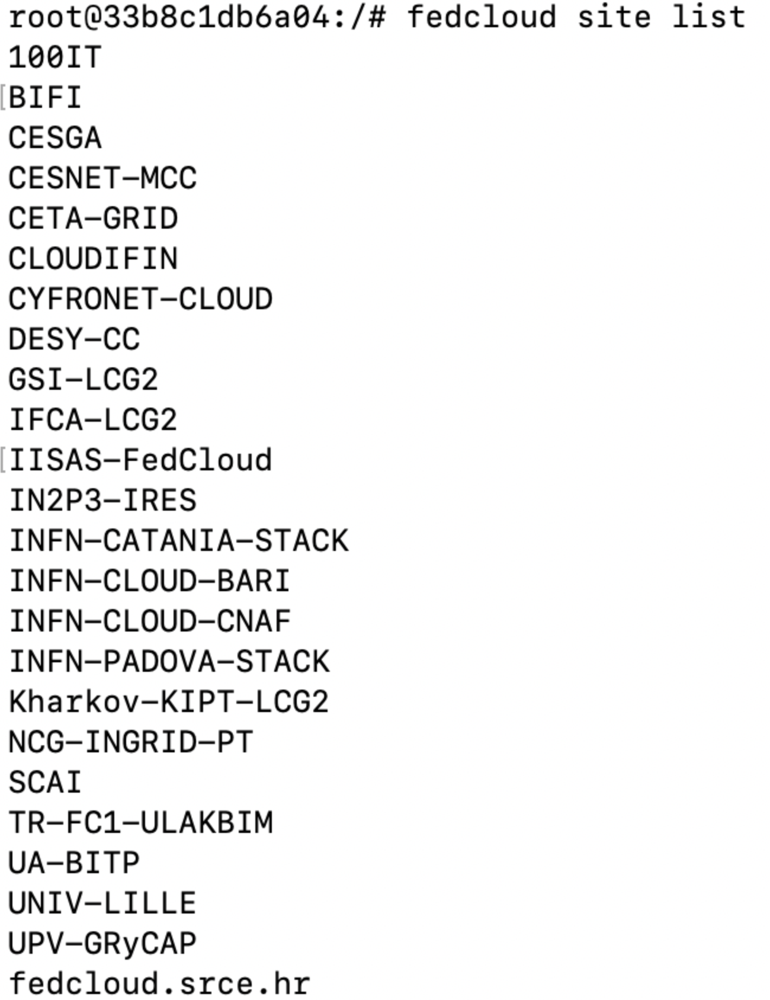 root@33b8c1db6a04:/# fedcloud site list
100IT
[BIFI
CESGA
CESNET-MCC
CETA-GRID
CLOUDIFIN
CYFRONET-CLOUD
DESY-CC
GSI-LCG2
IFCA-LCG2
[IISAS-FedCloud
IN2P3-IRES
INFN-CATANIA-STACK
INFN-CLOUD-BARI
INFN-CLOUD-CNAF
INFN-PADOVA-STACK
Kharkov-KIPT-LCG2
NCG-INGRID-PT
SCAI
TR-FC1-ULAKBIM
UA-BITP
UNIV-LILLE
UPV-GRyCAP
fedcloud.srce.hr